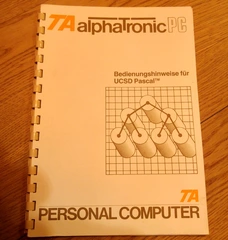 TA alphatronic PC
Bedienungshinweise für
UCSD Pascal™
TA
PERSONAL COMPUTER